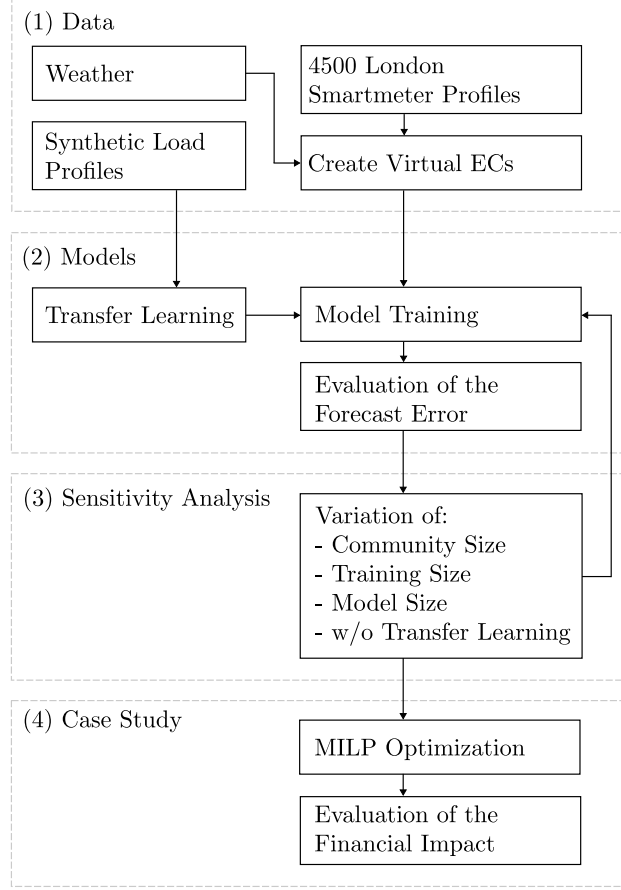 (1) Data
Weather
4500 London
Smartmeter Profiles
Synthetic Load
Profiles
Create Virtual ECs
(2) Models
Transfer Learning
Model Training
Evaluation of the
Forecast Error
(3) Sensitivity Analysis
Variation of:
- Community Size
- Training Size
- Model Size
- w/o Transfer Learning
(4) Case Study
MILP Optimization
Evaluation of the
Financial Impact